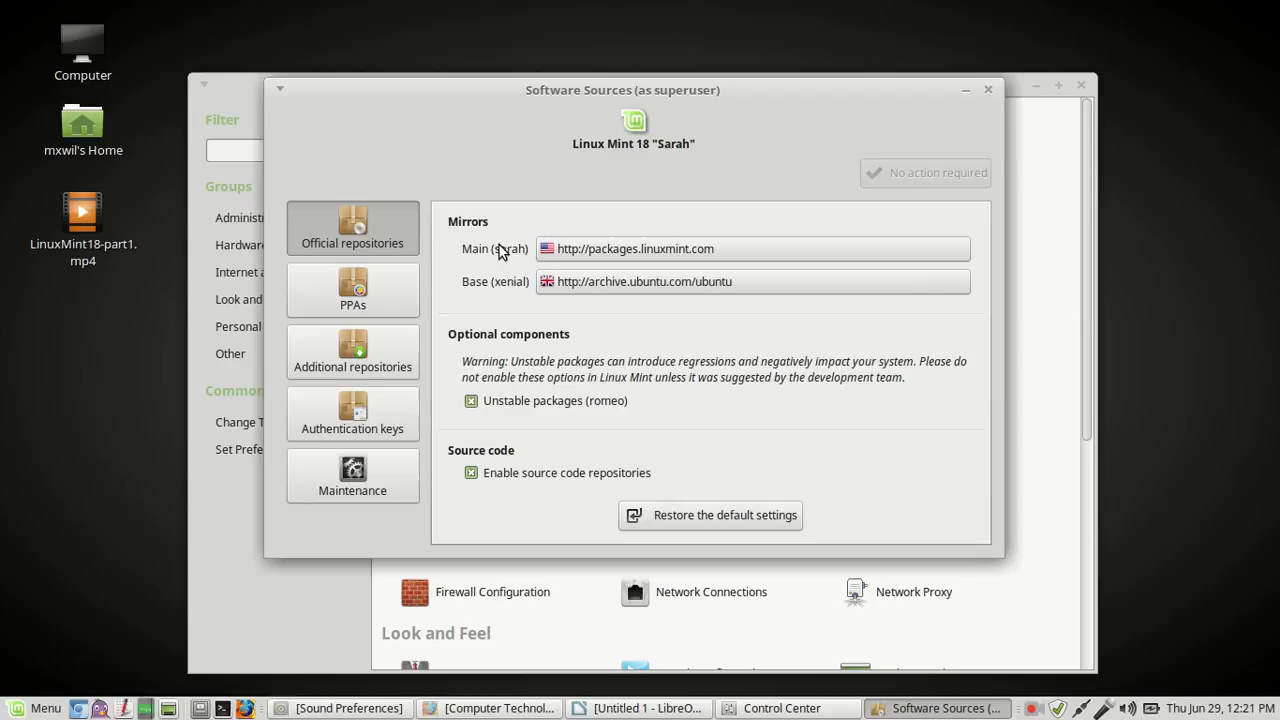 Computer
mxwil's Home
LinuxMint18-part1.
mp4
Filter
Groups
Administ
Hardware
Internet a
Look and
Personal
Other
Common
Change T
Set Prefe
Software Sources (as superuser)
Linux Mint 18 "Sarah"
No action required
Official repositories
PPAs
Additional repositories
Authentication keys
Maintenance
Mirrors
Main (sarah)
http://packages.linuxmint.com
Base (xenial)
http://archive.ubuntu.com/ubuntu
Optional components
Warning: Unstable packages can introduce regressions and negatively impact your system. Please do
not enable these options in Linux Mint unless it was suggested by the development team.
Unstable packages (romeo)
Source code
Enable source code repositories
Restore the default settings
Firewall Configuration
Network Connections
Network Proxy
Look and Feel
Menu
[Sound Preferences]
[Computer Technol...
[Untitled 1 - LibreO...
Control Center
Software Sources (...
Thu Jun 29, 12:21 PM